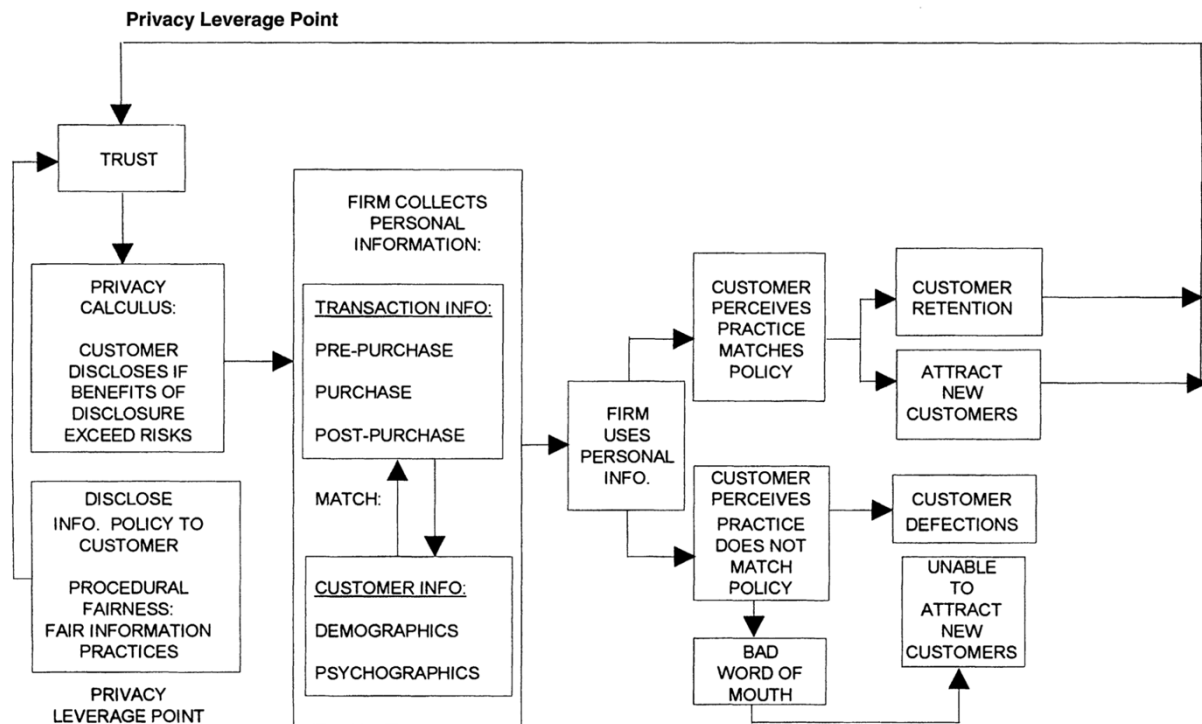 Privacy Leverage Point
TRUST
PRIVACY
CALCULUS:
CUSTOMER
DISCLOSES IF
BENEFITS OF
DISCLOSURE
EXCEED RISKS
DISCLOSE
INFO. POLICY TO
CUSTOMER
PROCEDURAL
FAIRNESS:
FAIR INFORMATION
PRACTICES
PRIVACY
LEVERAGE POINT
FIRM COLLECTS
PERSONAL
INFORMATION:
TRANSACTION INFO:
PRE-PURCHASE
PURCHASE
POST-PURCHASE
MATCH:
CUSTOMER INFO:
DEMOGRAPHICS
PSYCHOGRAPHICS
FIRM
USES
PERSONAL
INFO.
CUSTOMER
PERCEIVES
PRACTICE
MATCHES
POLICY
CUSTOMER
RETENTION
ATTRACT
NEW
CUSTOMERS
CUSTOMER
PERCEIVES
PRACTICE
DOES NOT
MATCH
POLICY
CUSTOMER
DEFECTIONS
BAD
WORD OF
MOUTH
UNABLE
TO
ATTRACT
NEW
CUSTOMERS